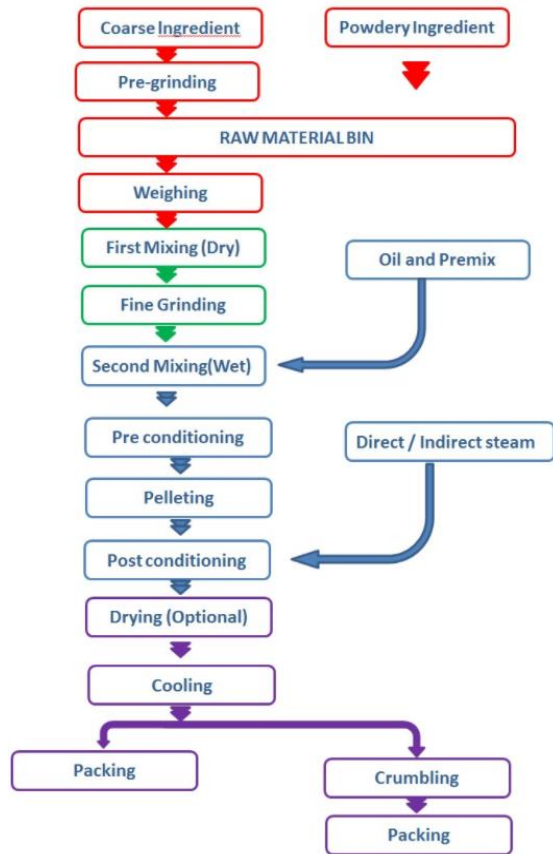 Coarse Ingredient
Powdery Ingredient
Pre-grinding
RAW MATERIAL BIN
Weighing
First Mixing (Dry)
Oil and Premix
Fine Grinding
Second Mixing(Wet)
Pre conditioning
Direct / Indirect steam
Pelleting
Post conditioning
Drying (Optional)
Cooling
Packing
Crumbling
Packing